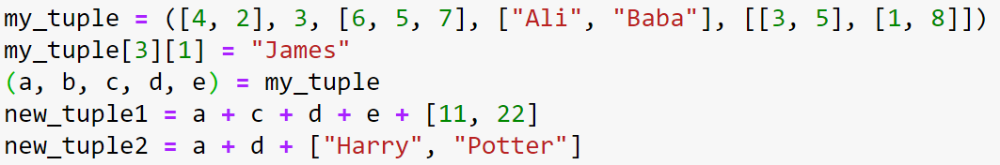 my_tuple = ([4, 2], 3, [6, 5, 7], ["Ali", "Baba"], [[3, 5], [1, 8]])
my_tuple[3][1] = "James"
(a, b, c, d, e) = my_tuple
new_tuple1 = a + c + d + e + [11, 22]
new_tuple2 = a + d + ["Harry", "Potter"]